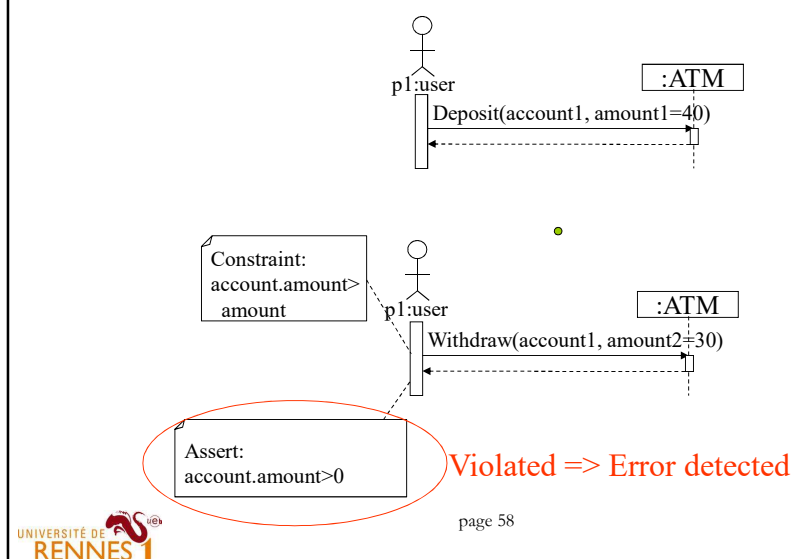 p1:user
:ATM
Deposit(account1, amount1=40)
Constraint:
account.amount>
amount
p1:user
:ATM
Withdraw(account1, amount2=30)
Assert:
account.amount>0
Violated => Error detected
page 58
UNIVERSITÉ DE
ueb
RENNES 1